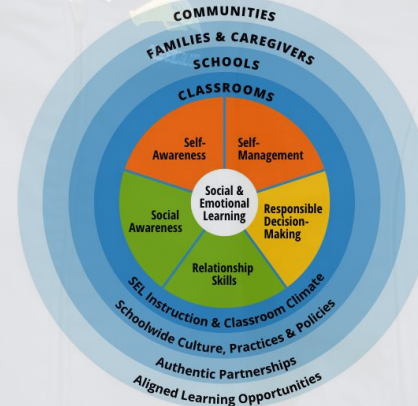 COMMUNITIES
FAMILIES & CAREGIVERS
SCHOOLS
CLASSROOMS
Self-
Awareness
Self-
Management
Social &
Emotional
Learning
Social
Awareness
Responsible
Decision-
Making
Relationship
Skills
SEL Instruction & Classroom Climate
Schoolwide Culture, Practices & Policies
Authentic Partnerships
Aligned Learning Opportunities